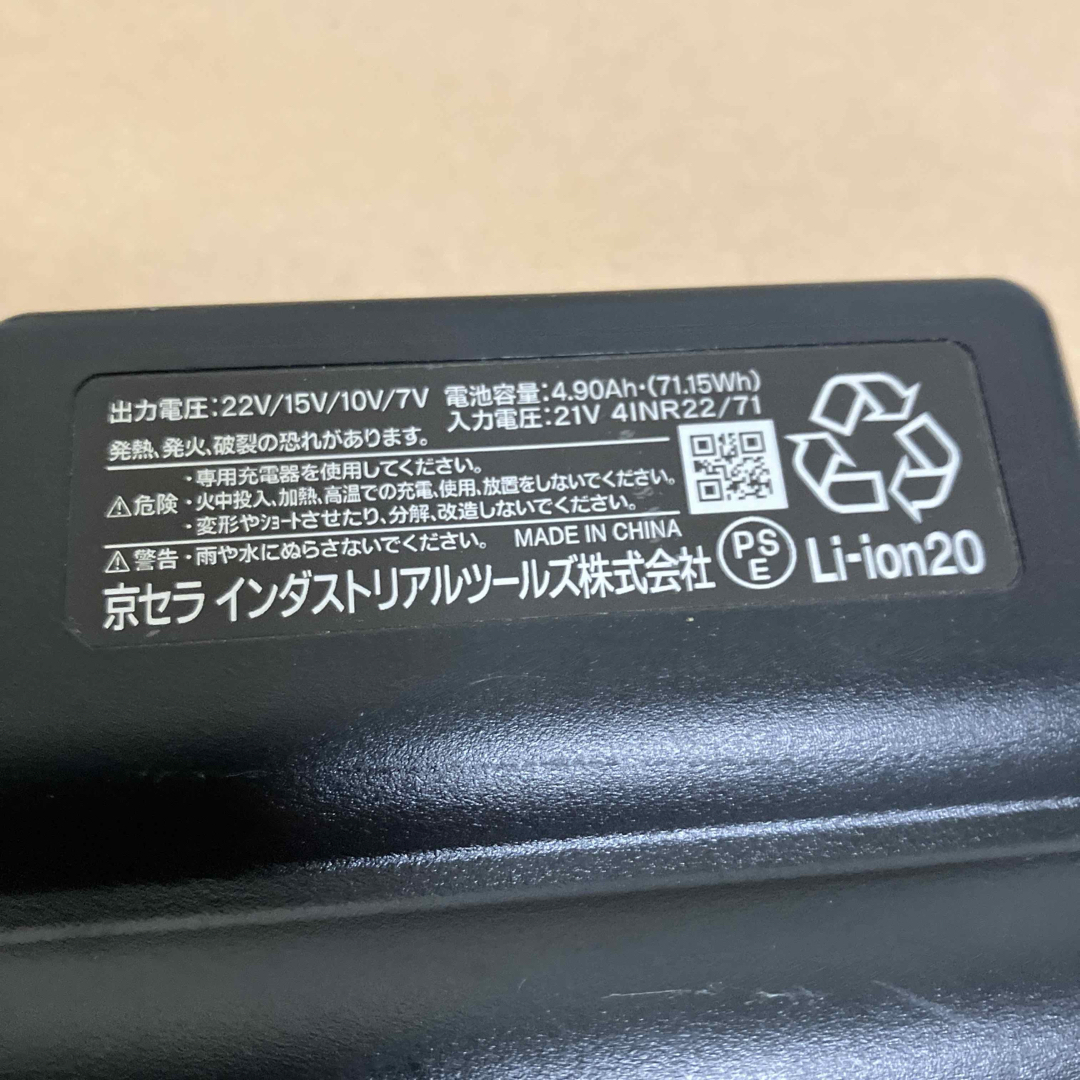 出力電圧:22V/15V/10V/7V 電池容量:4.90Ah・(71.15Wh)
入力電圧:21V 4INR22/71
発熱、発火、破裂の恐れがあります。
⚠危険
・専用充電器を使用してください。
・火中投入、加熱、高温での充電、使用、放置をしないでください。
・変形やｼｮｰﾄさせたり、分解、改造しないでください。
⚠警告・雨や水にぬらさないでください。 MADE IN CHINA
京セラ インダストリアルツールズ株式会社
PS
E
Li-ion20